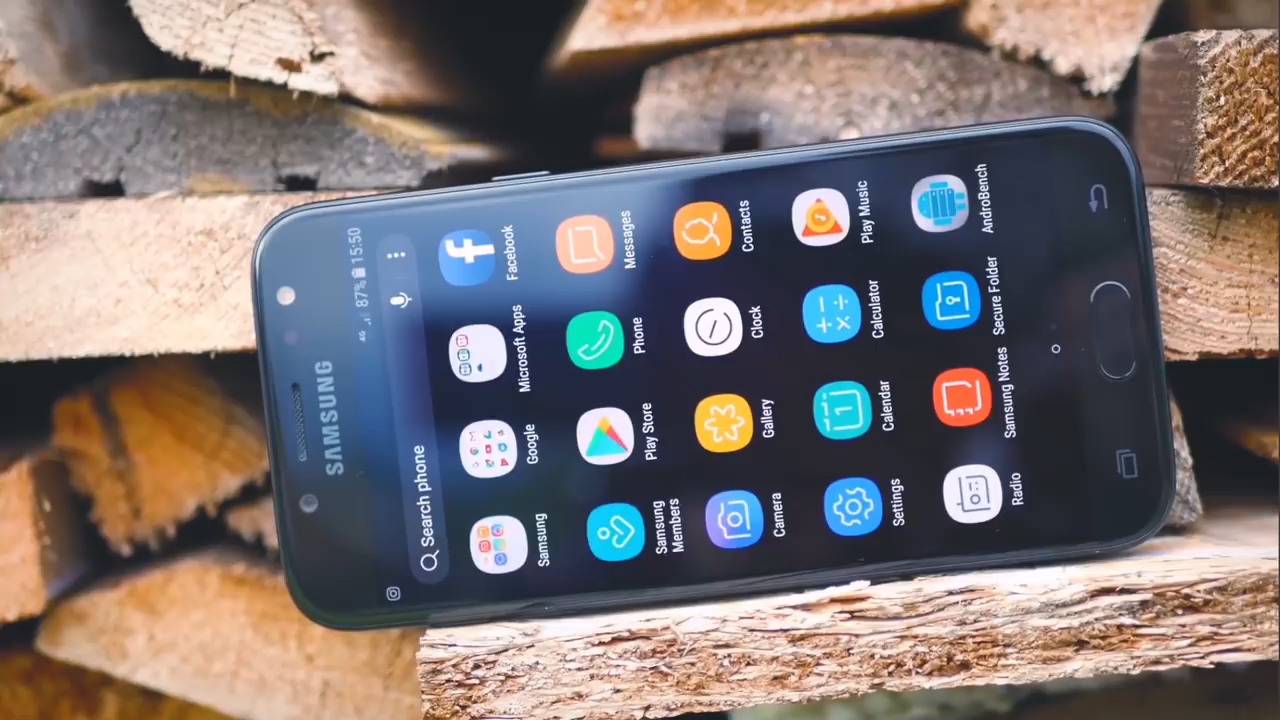 SAMSUNG
4G 87% 15:50
Search phone
Samsung
Google
Microsoft Apps
Facebook
Samsung Members
Play Store
Phone
Messages
Camera
Gallery
Clock
Contacts
Settings
Calendar
1
Calculator
Play Music
Radio
Samsung Notes
Secure Folder
AndroBench